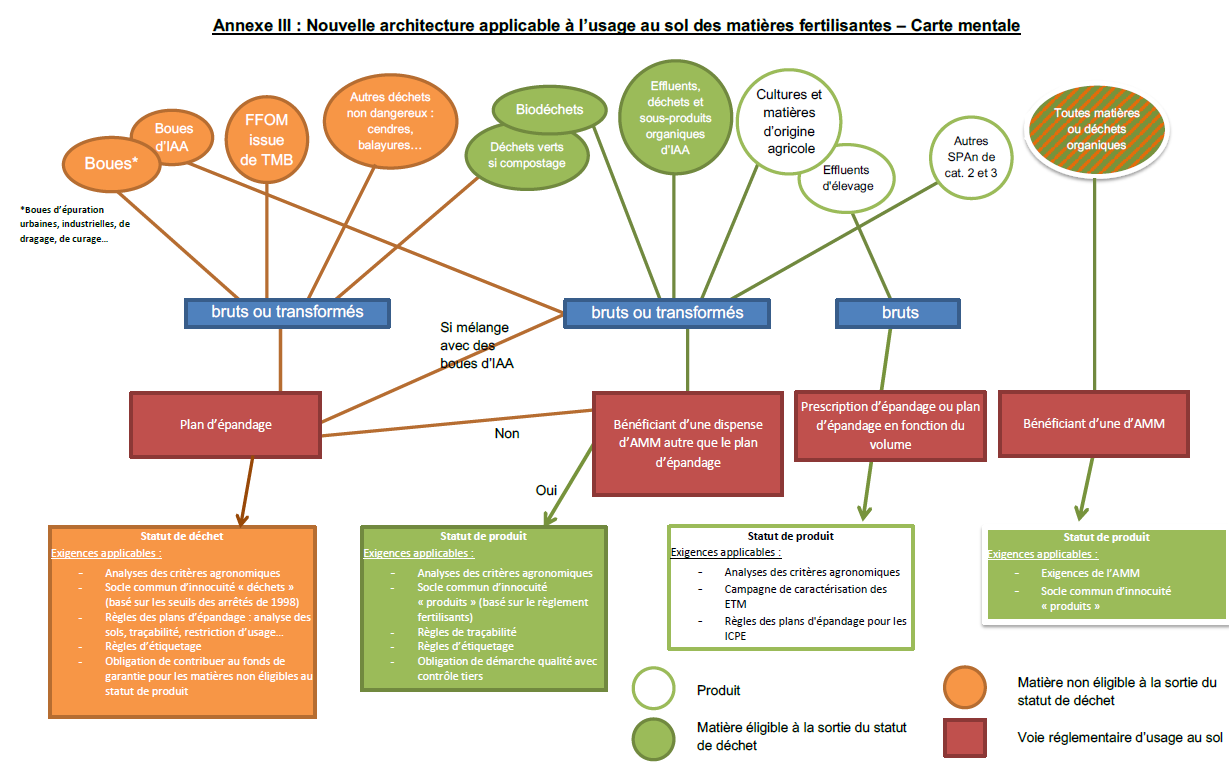 Annexe III : Nouvelle architecture applicable à l'usage au sol des matières fertilisantes – Carte mentale
Boues*
Boues
d'IAA
FFOM
issue
de TMB
Autres déchets
non dangereux :
cendres,
balayures…
Biodéchets
Déchets verts
si compostage
Effluents,
déchets et
sous-produits
organiques
d'IAA
Cultures et
matières
d'origine
agricole
Effluents
d'élevage
Autres
SPAn de
cat. 2 et 3
Toutes matières
ou déchets
organiques
*Boues d'épuration
urbaines, industrielles, de
dragage, de curage…
bruts ou transformés
bruts ou transformés
bruts
Si mélange
avec des
boues d'IAA
Plan d'épandage
Non
Bénéficiant d'une dispense
d'AMM autre que le plan
d'épandage
Prescription d'épandage ou plan
d'épandage en fonction du
volume
Bénéficiant d'une d'AMM
Oui
Statut de déchet
Exigences applicables :
- Analyses des critères agronomiques
- Socle commun d'innocuité « déchets »
(basé sur les seuils des arrêtés de 1998)
- Règles des plans d'épandage : analyse des
sols, traçabilité, restriction d'usage…
- Règles d'étiquetage
- Obligation de contribuer au fonds de
garantie pour les matières non éligibles au
statut de produit
Statut de produit
Exigences applicables :
- Analyses des critères agronomiques
- Socle commun d'innocuité
« produits » (basé sur le règlement
fertilisants)
- Règles de traçabilité
- Règles d'étiquetage
- Obligation de démarche qualité avec
contrôle tiers
Statut de produit
Exigences applicables :
- Analyses des critères agronomiques
- Campagne de caractérisation des
ETM
- Règles des plans d'épandage pour les
ICPE
Statut de produit
Exigences applicables :
- Exigences de l'AMM
- Socle commun d'innocuité
« produits »
Produit
Matière éligible à la sortie du statut
de déchet
Matière non éligible à la sortie du
statut de déchet
Voie réglementaire d'usage au sol